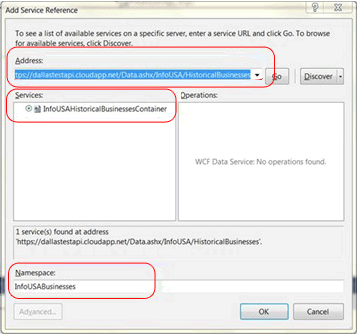 Add Service Reference
To see a list of available services on a specific server, enter a service URL and click Go. To browse
for available services, click Discover.
Address:
tps://dallastestapi.cloudapp.net/Data.ashx/InfoUSA/HistoricalBusinesses
Go
Discover
Services:
Operations:
InfoUSAHistoricalBusinessesContainer
WCF Data Service: No operations found.
1 service(s) found at address
'https://dallastestapi.cloudapp.net/Data.ashx/InfoUSA/HistoricalBusinesses'.
Namespace:
InfoUSABusinesses
Advanced...
OK
Cancel